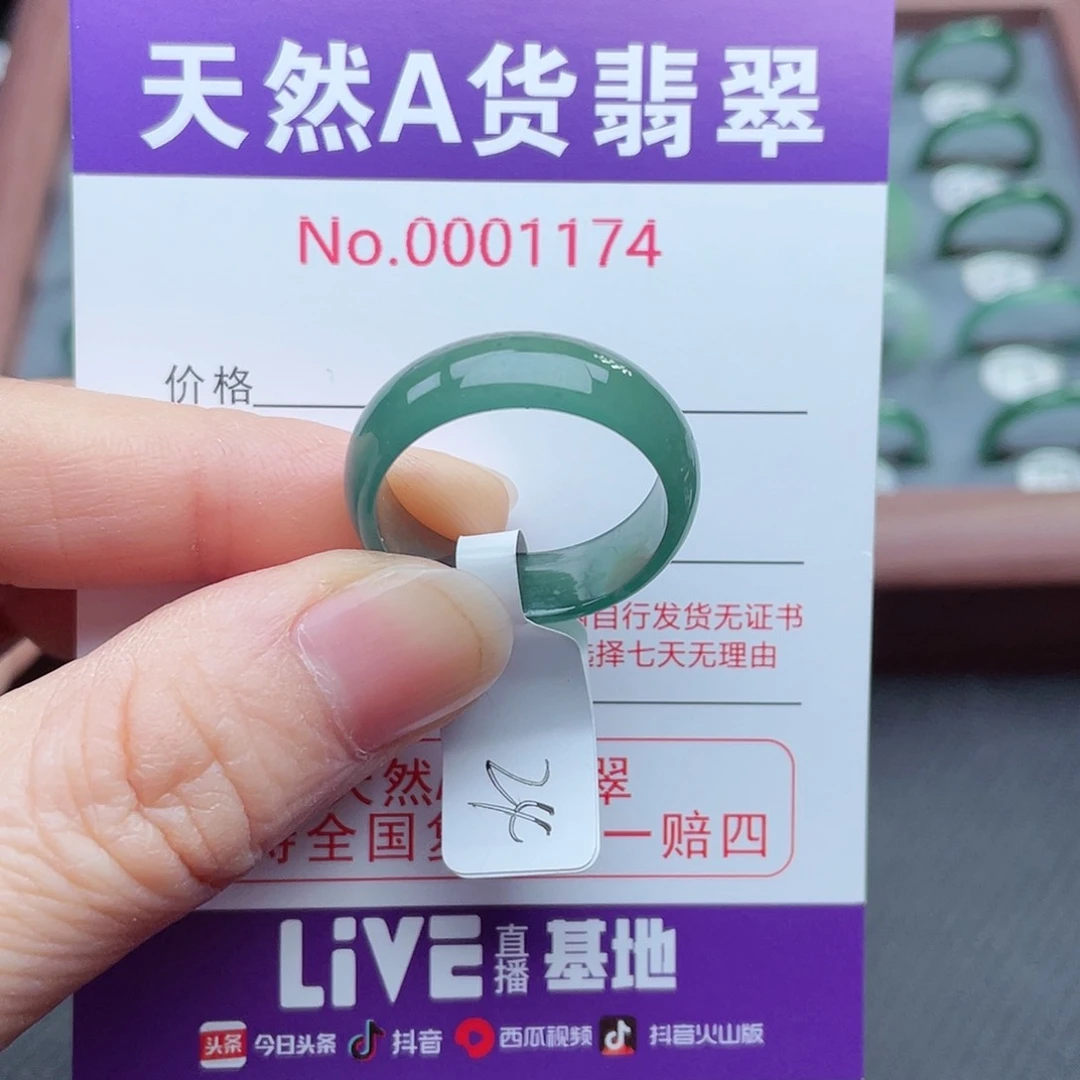 天然A货翡翠
No.0001174
价格
自行发货无证书
择七天无理由
天然 翠
全国 一赔四
24
LiVE直播基地
头条 今日头条 抖音 西瓜视频 抖音火山版